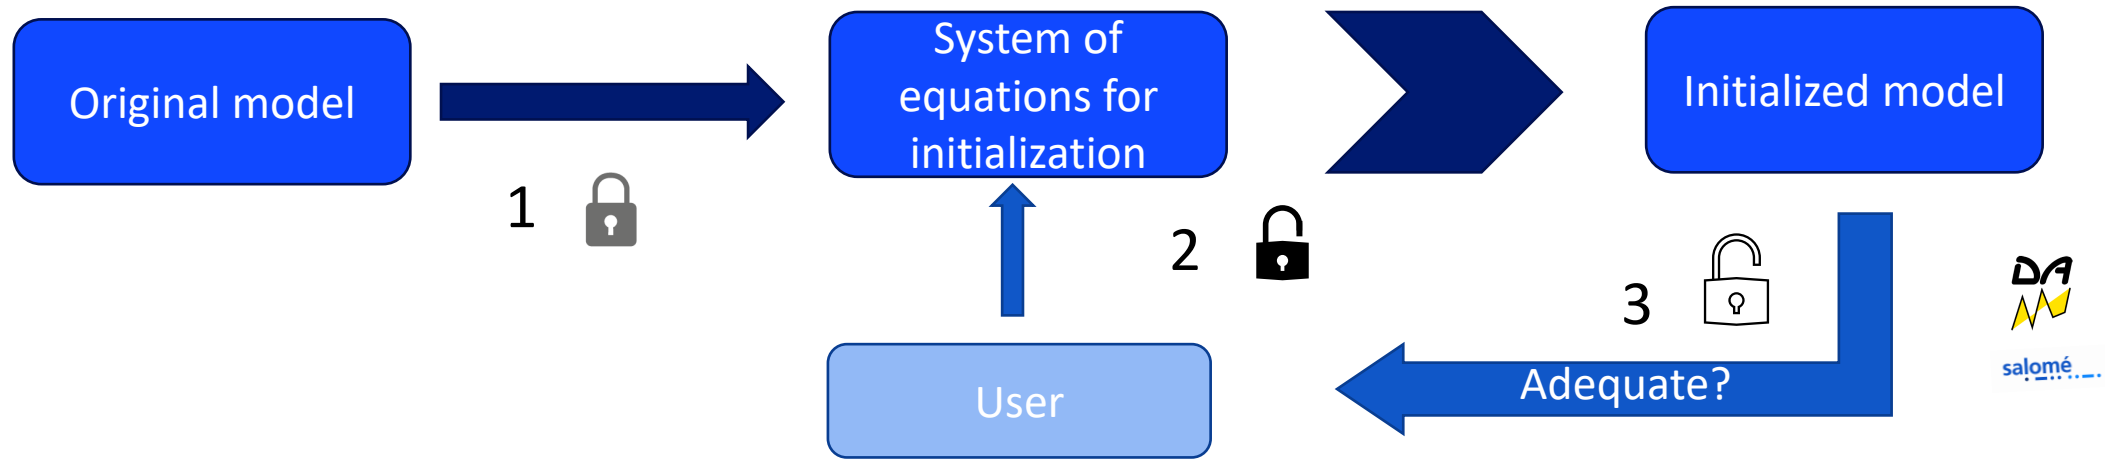 Original model
System of
equations for
initialization
Initialized model
1
2
3
DA
salomé
Adequate?
User